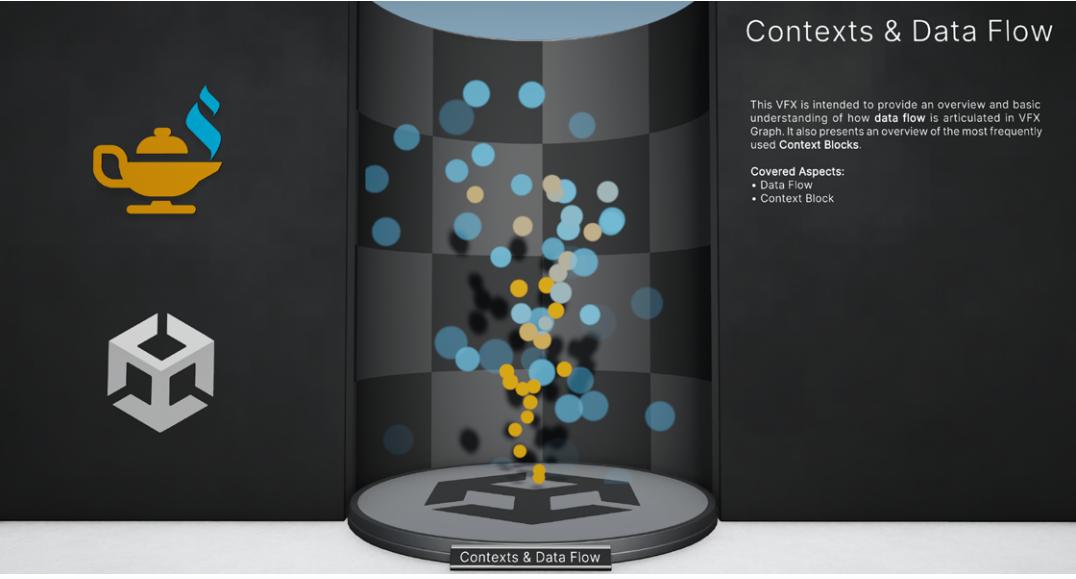 Contexts & Data Flow
This VFX is intended to provide an overview and basic
understanding of how data flow is articulated in VFX
Graph. It also presents an overview of the most frequently
used Context Blocks.
Covered Aspects:
• Data Flow
• Context Block
Contexts & Data Flow